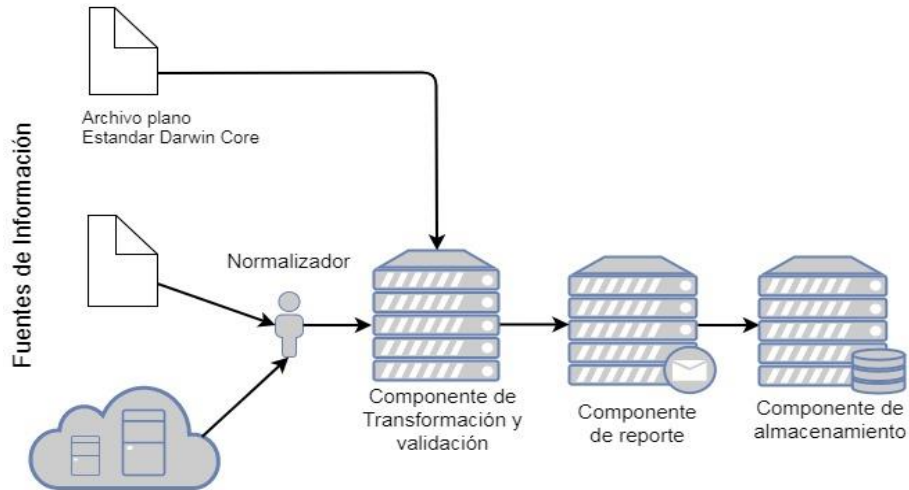 Fuentes de Información
Archivo plano
Estandar Darwin Core
Normalizador
Componente de
Transformación y
validación
Componente
de reporte
Componente de
almacenamiento